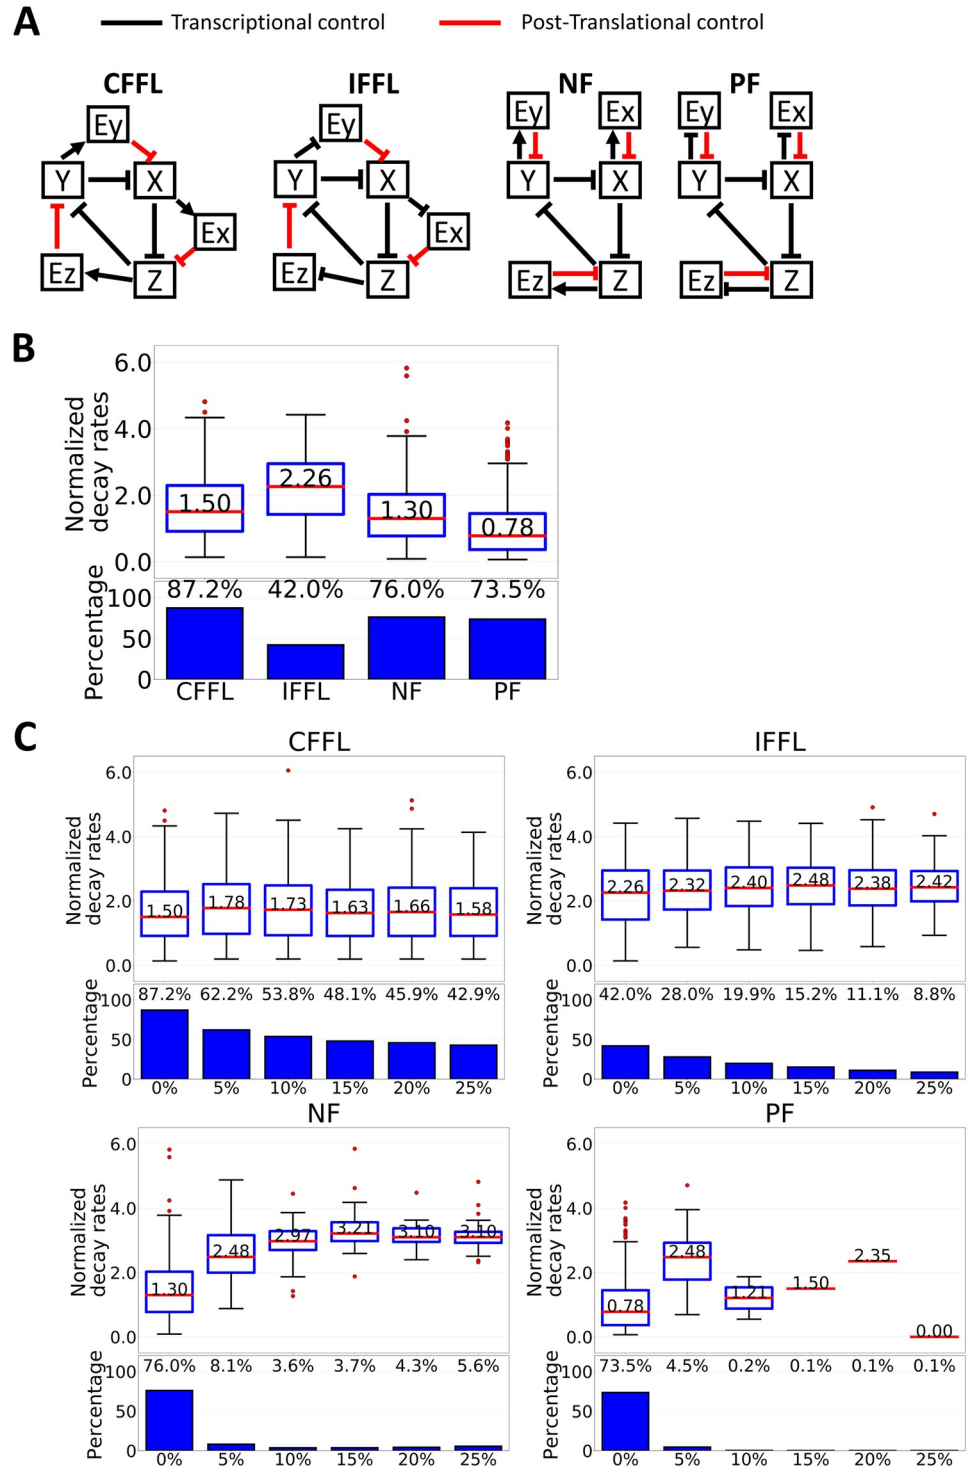 A
Transcriptional control
Post-Translational control
CFFL
IFFL
NF
PF
Ey
Y
X
Ex
Ez
Z
Ey
Y
X
Ex
Ez
Z
Ey
Ex
Y
X
Ez
Z
Ey
Ex
Y
X
Ez
Z
B
Normalized
decay rates
6.0
4.0
2.0
0.0
1.50
2.26
1.30
0.78
Percentage
100
50
0
87.2%
42.0%
76.0%
73.5%
CFFL
IFFL
NF
PF
C
CFFL
Normalized
decay rates
6.0
4.0
2.0
0.0
1.50
1.78
1.73
1.63
1.66
1.58
Percentage
100
50
0
87.2%
62.2%
53.8%
48.1%
45.9%
42.9%
0%
5%
10%
15%
20%
25%
IFFL
Normalized
decay rates
6.0
4.0
2.0
0.0
2.26
2.32
2.40
2.48
2.38
2.42
Percentage
100
50
0
42.0%
28.0%
19.9%
15.2%
11.1%
8.8%
0%
5%
10%
15%
20%
25%
NF
Normalized
decay rates
6.0
4.0
2.0
0.0
1.30
2.48
2.97
3.21
3.10
3.10
Percentage
100
50
0
76.0%
8.1%
3.6%
3.7%
4.3%
5.6%
0%
5%
10%
15%
20%
25%
PF
Normalized
decay rates
6.0
4.0
2.0
0.0
0.78
2.48
1.21
1.50
2.35
0.00
Percentage
100
50
0
73.5%
4.5%
0.2%
0.1%
0.1%
0.1%
0%
5%
10%
15%
20%
25%